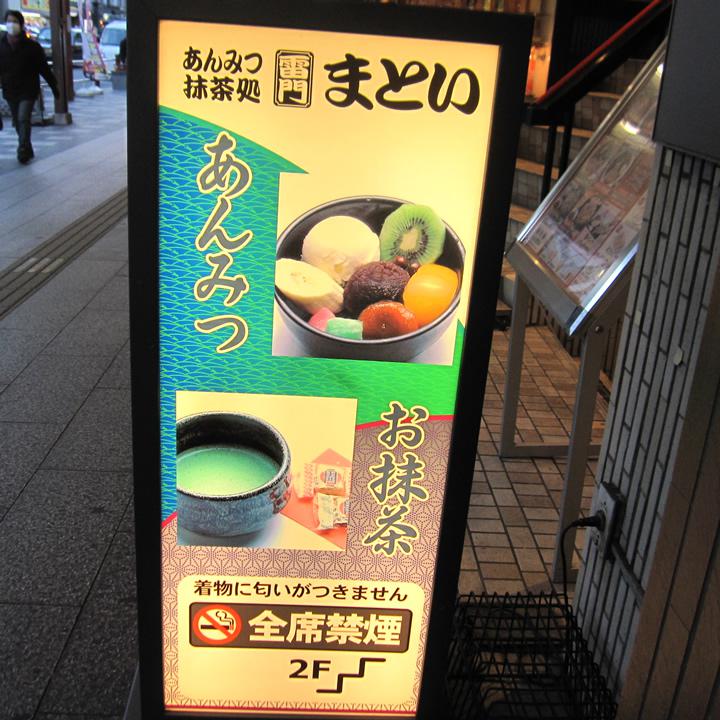 あんみつ
抹茶処
雷門
まとい
あんみつ
お抹茶
着物に匂いがつきません
全席禁煙
2F